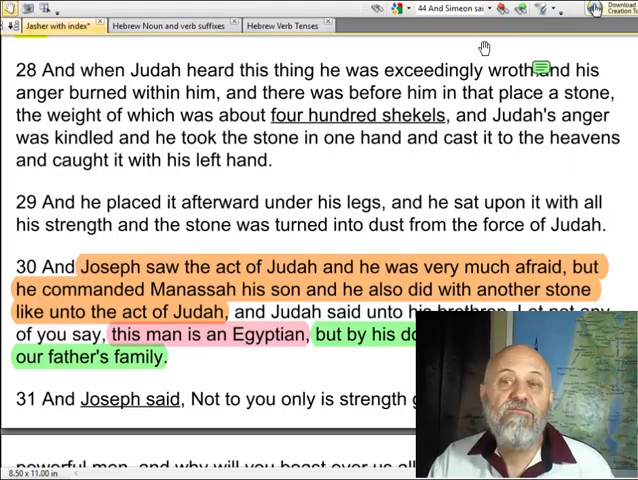 44 And Simeon sai
Download
Creation To
Jasher with index*
Hebrew Noun and verb suffixes
Hebrew Verb Tenses
28 And when Judah heard this thing he was exceedingly wroth and his
anger burned within him, and there was before him in that place a stone,
the weight of which was about four hundred shekels, and Judah's anger
was kindled and he took the stone in one hand and cast it to the heavens
and caught it with his left hand.
29 And he placed it afterward under his legs, and he sat upon it with all
his strength and the stone was turned into dust from the force of Judah.
30 And Joseph saw the act of Judah and he was very much afraid, but
he commanded Manassah his son and he also did with another stone
like unto the act of Judah, and Judah said unto his brethren, Let not any
of you say, this man is an Egyptian, but by his do
our father's family.
31 And Joseph said, Not to you only is strength g
powerful men, and why will you boast over us all
8.50 x 11.00 in